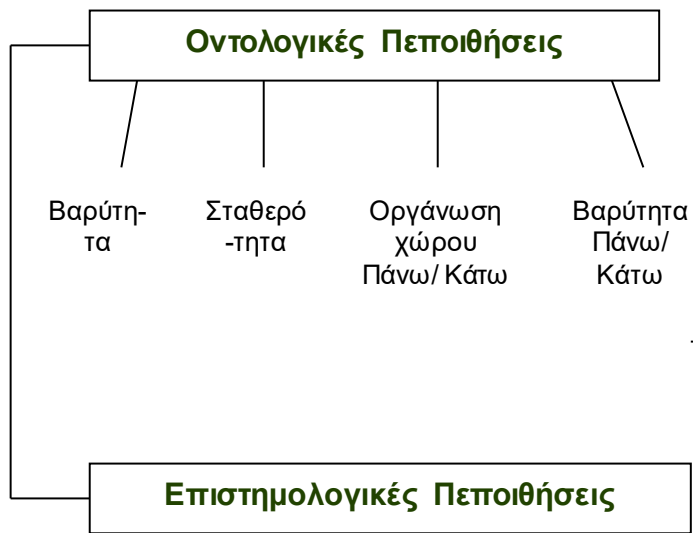 Οντολογικές Πεποιθήσεις
Βαρύτη-
τα
Σταθερό
-τητα
Οργάνωση
χώρου
Πάνω/ Κάτω
Βαρύτητα
Πάνω/
Κάτω
Επιστημολογικές Πεποιθήσεις